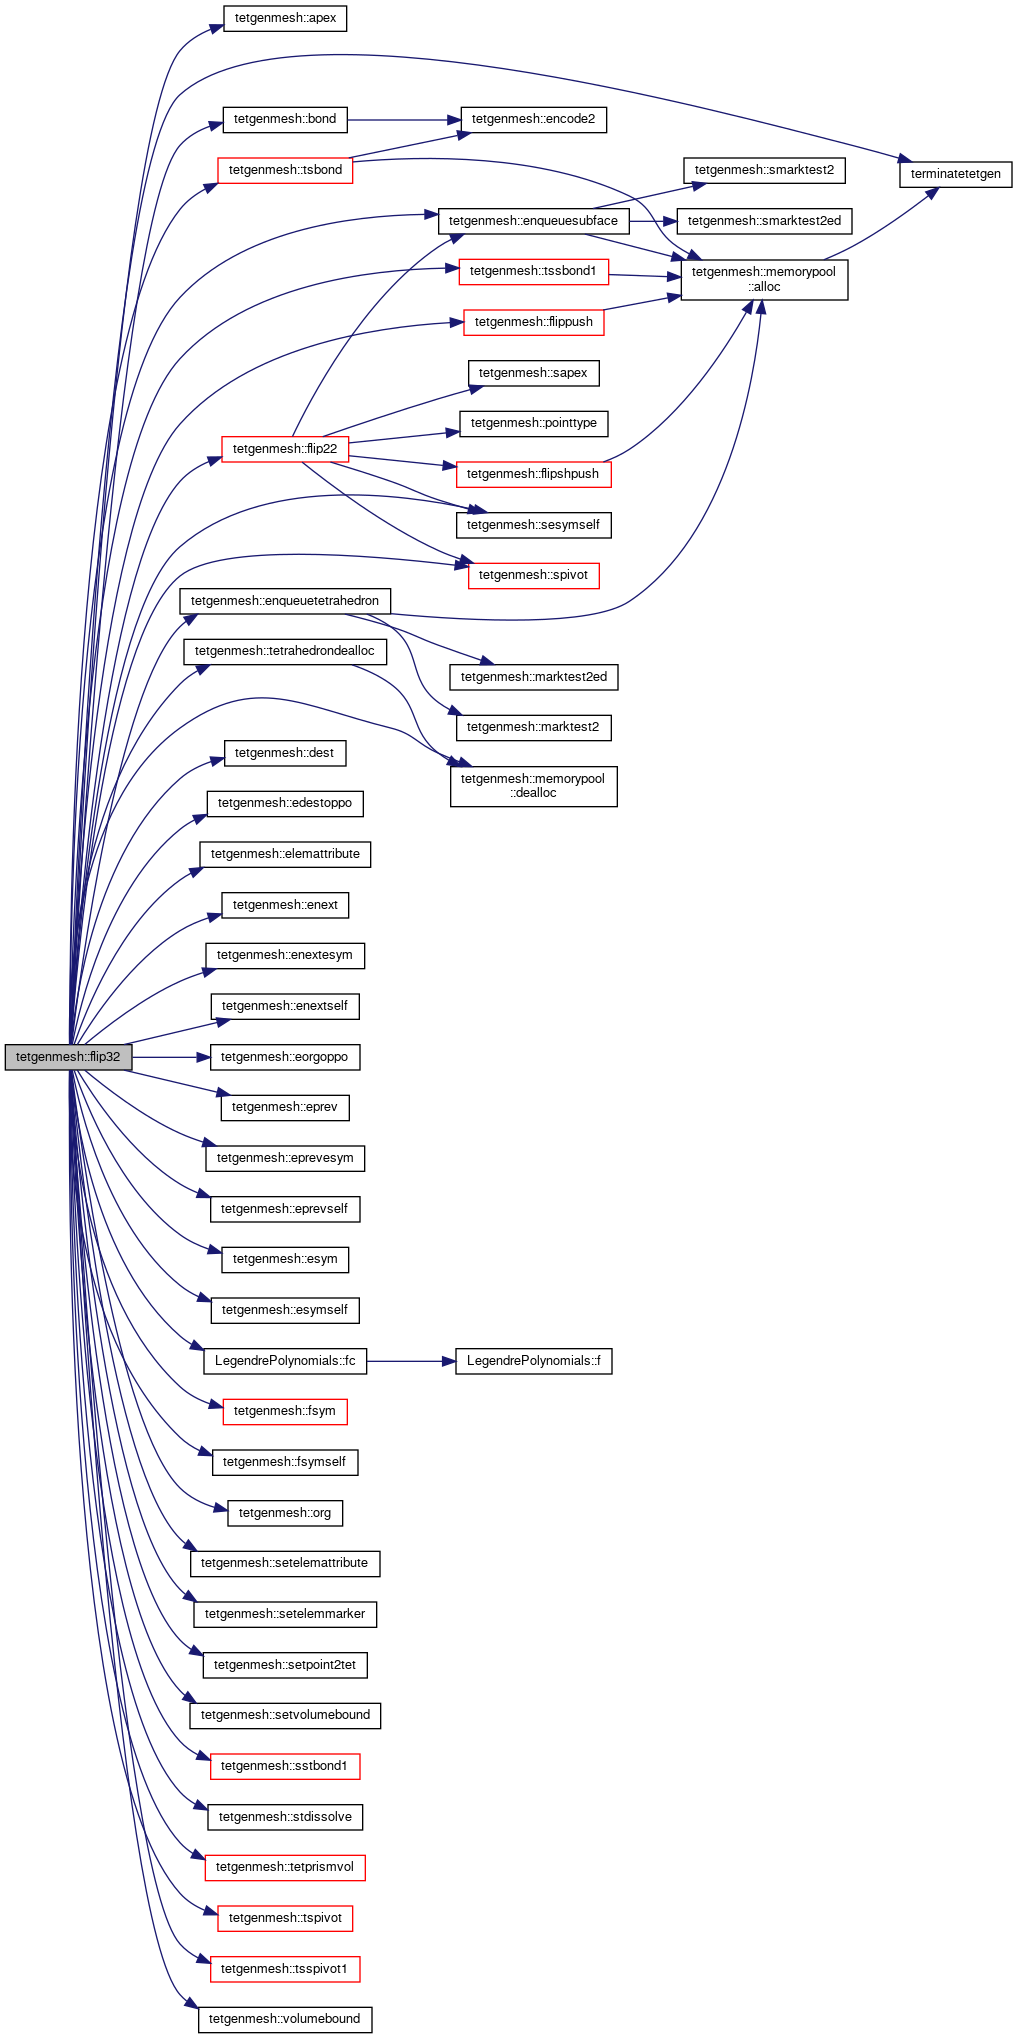 tetgenmesh::apex
tetgenmesh::bond
tetgenmesh::encode2
tetgenmesh::tsbond
tetgenmesh::smarktest2
terminatetetgen
tetgenmesh::enqueuesubface
tetgenmesh::smarktest2ed
tetgenmesh::tssbond1
tetgenmesh::memorypool
::alloc
tetgenmesh::flippush
tetgenmesh::sapex
tetgenmesh::pointtype
tetgenmesh::flip22
tetgenmesh::flipshpush
tetgenmesh::sesymself
tetgenmesh::spivot
tetgenmesh::enqueuetetrahedron
tetgenmesh::tetrahedrondealloc
tetgenmesh::marktest2ed
tetgenmesh::marktest2
tetgenmesh::dest
tetgenmesh::memorypool
::dealloc
tetgenmesh::edestoppo
tetgenmesh::elemattribute
tetgenmesh::enext
tetgenmesh::enextesym
tetgenmesh::enextself
tetgenmesh::flip32
tetgenmesh::eorgoppo
tetgenmesh::eprev
tetgenmesh::eprevesym
tetgenmesh::eprevself
tetgenmesh::esym
tetgenmesh::esymself
LegendrePolynomials::fc
LegendrePolynomials::f
tetgenmesh::fsym
tetgenmesh::fsymself
tetgenmesh::org
tetgenmesh::setelemattribute
tetgenmesh::setelemmarker
tetgenmesh::setpoint2tet
tetgenmesh::setvolumebound
tetgenmesh::sstbond1
tetgenmesh::stdissolve
tetgenmesh::tetprismvol
tetgenmesh::tspivot
tetgenmesh::tsspivot1
tetgenmesh::volumebound